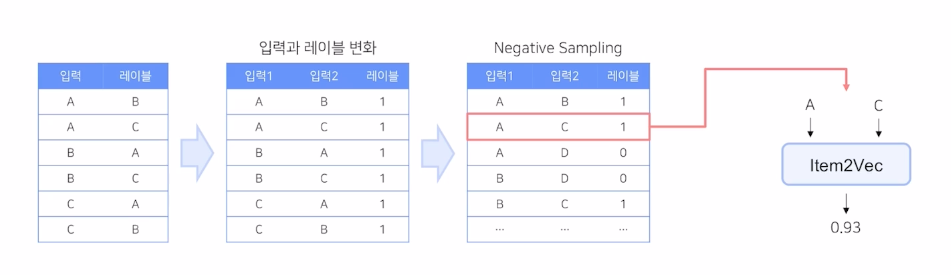 입력과 레이블 변화
Negative Sampling
입력 레이블
A B
A C
B A
B C
C A
C B
입력1 입력2 레이블
A B 1
A C 1
B A 1
B C 1
C A 1
C B 1
입력1 입력2 레이블
A B 1
A C 1
A D 0
B D 0
B C 1
... ... ...
A C
Item2Vec
0.93